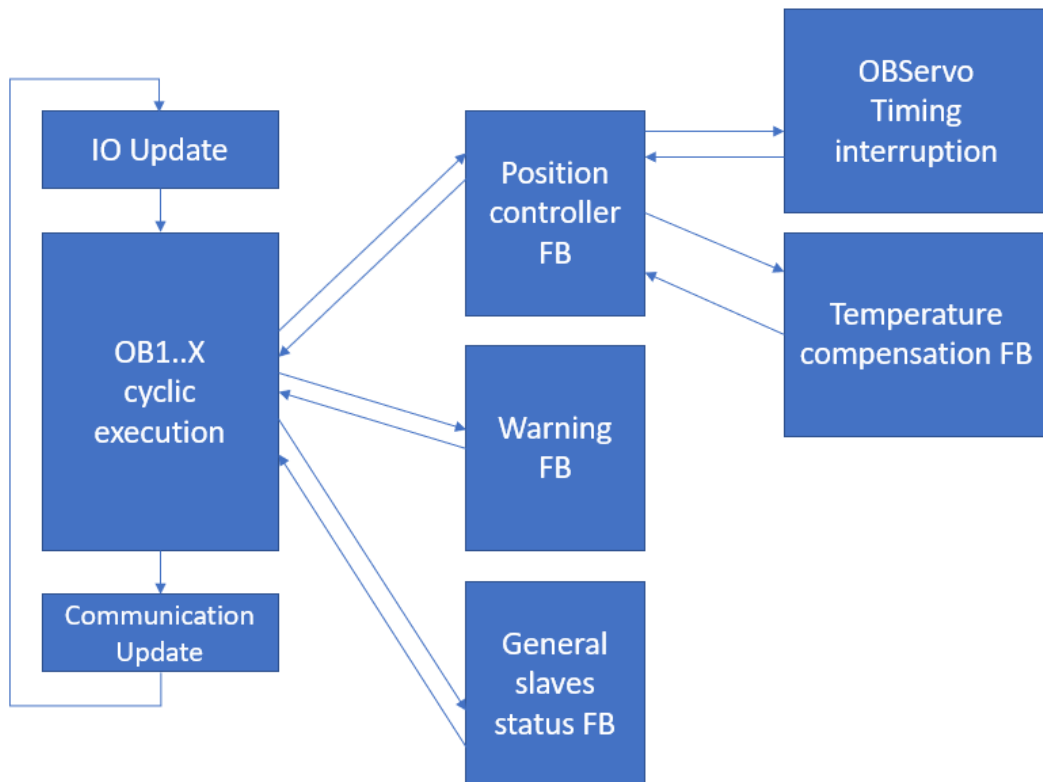 IO Update
OB1..X
cyclic
execution
Communication
Update
Position
controller
FB
Warning
FB
General
slaves
status FB
OBServo
Timing
interruption
Temperature
compensation FB